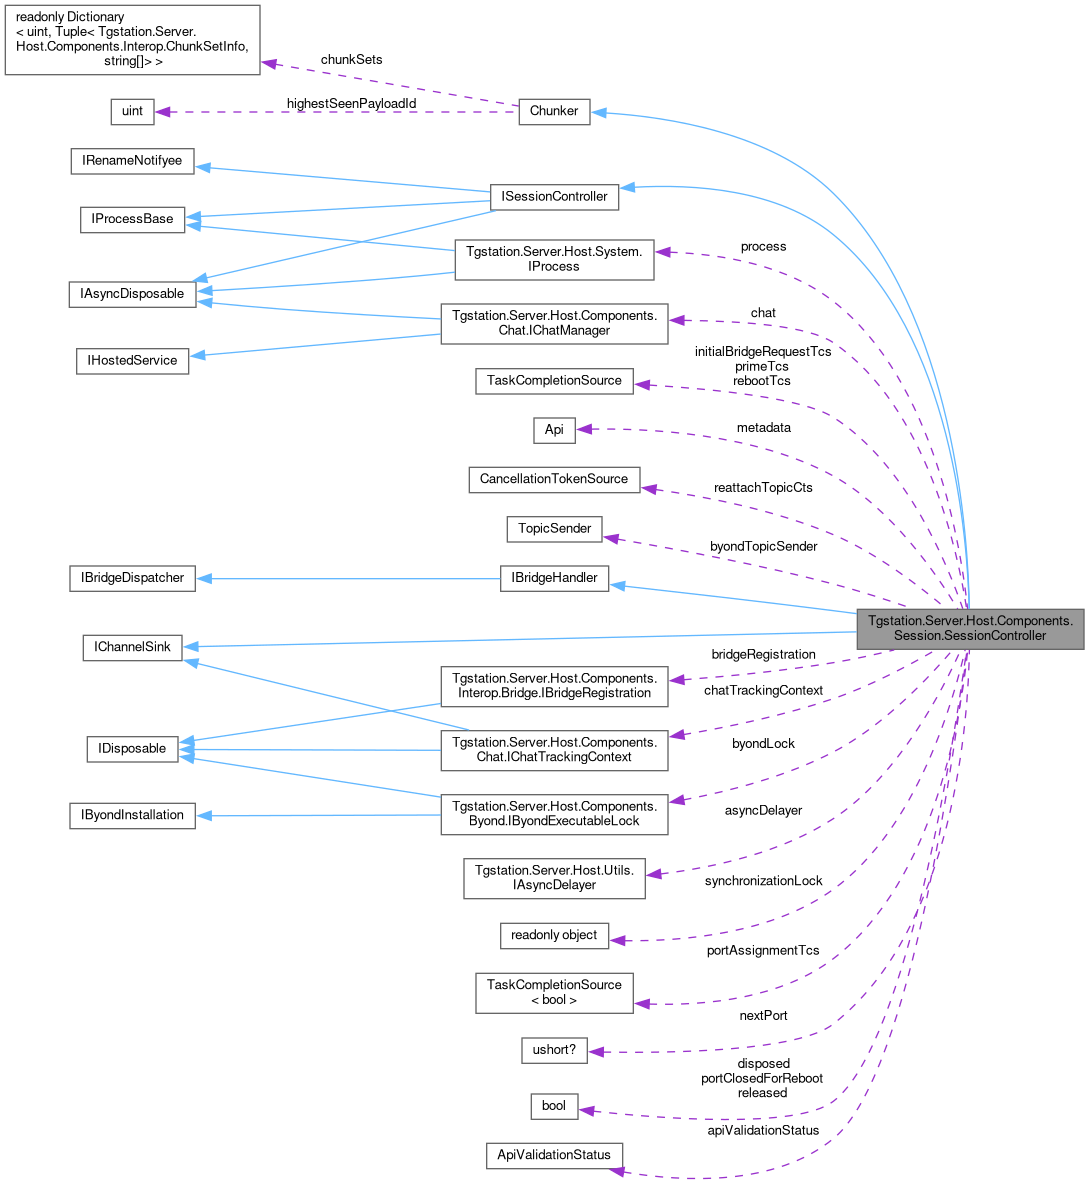 readonly Dictionary
< uint, Tuple< Tgstation.Server.
Host.Components.Interop.ChunkSetInfo,
string[]> >
chunkSets
uint
highestSeenPayloadId
Chunker
IRenameNotifyee
ISessionController
IProcessBase
Tgstation.Server.Host.System.
IProcess
process
IAsyncDisposable
Tgstation.Server.Host.Components.
Chat.IChatManager
chat
IHostedService
initialBridgeRequestTcs
primeTcs
rebootTcs
TaskCompletionSource
Api
metadata
CancellationTokenSource
reattachTopicCts
TopicSender
byondTopicSender
IBridgeDispatcher
IBridgeHandler
Tgstation.Server.Host.Components.
Session.SessionController
IChannelSink
bridgeRegistration
Tgstation.Server.Host.Components.
Interop.Bridge.IBridgeRegistration
chatTrackingContext
IDisposable
Tgstation.Server.Host.Components.
Chat.IChatTrackingContext
byondLock
IByondInstallation
Tgstation.Server.Host.Components.
Byond.IByondExecutableLock
asyncDelayer
Tgstation.Server.Host.Utils.
IAsyncDelayer
synchronizationLock
readonly object
portAssignmentTcs
TaskCompletionSource
< bool >
nextPort
ushort?
disposed
portClosedForReboot
released
bool
apiValidationStatus
ApiValidationStatus